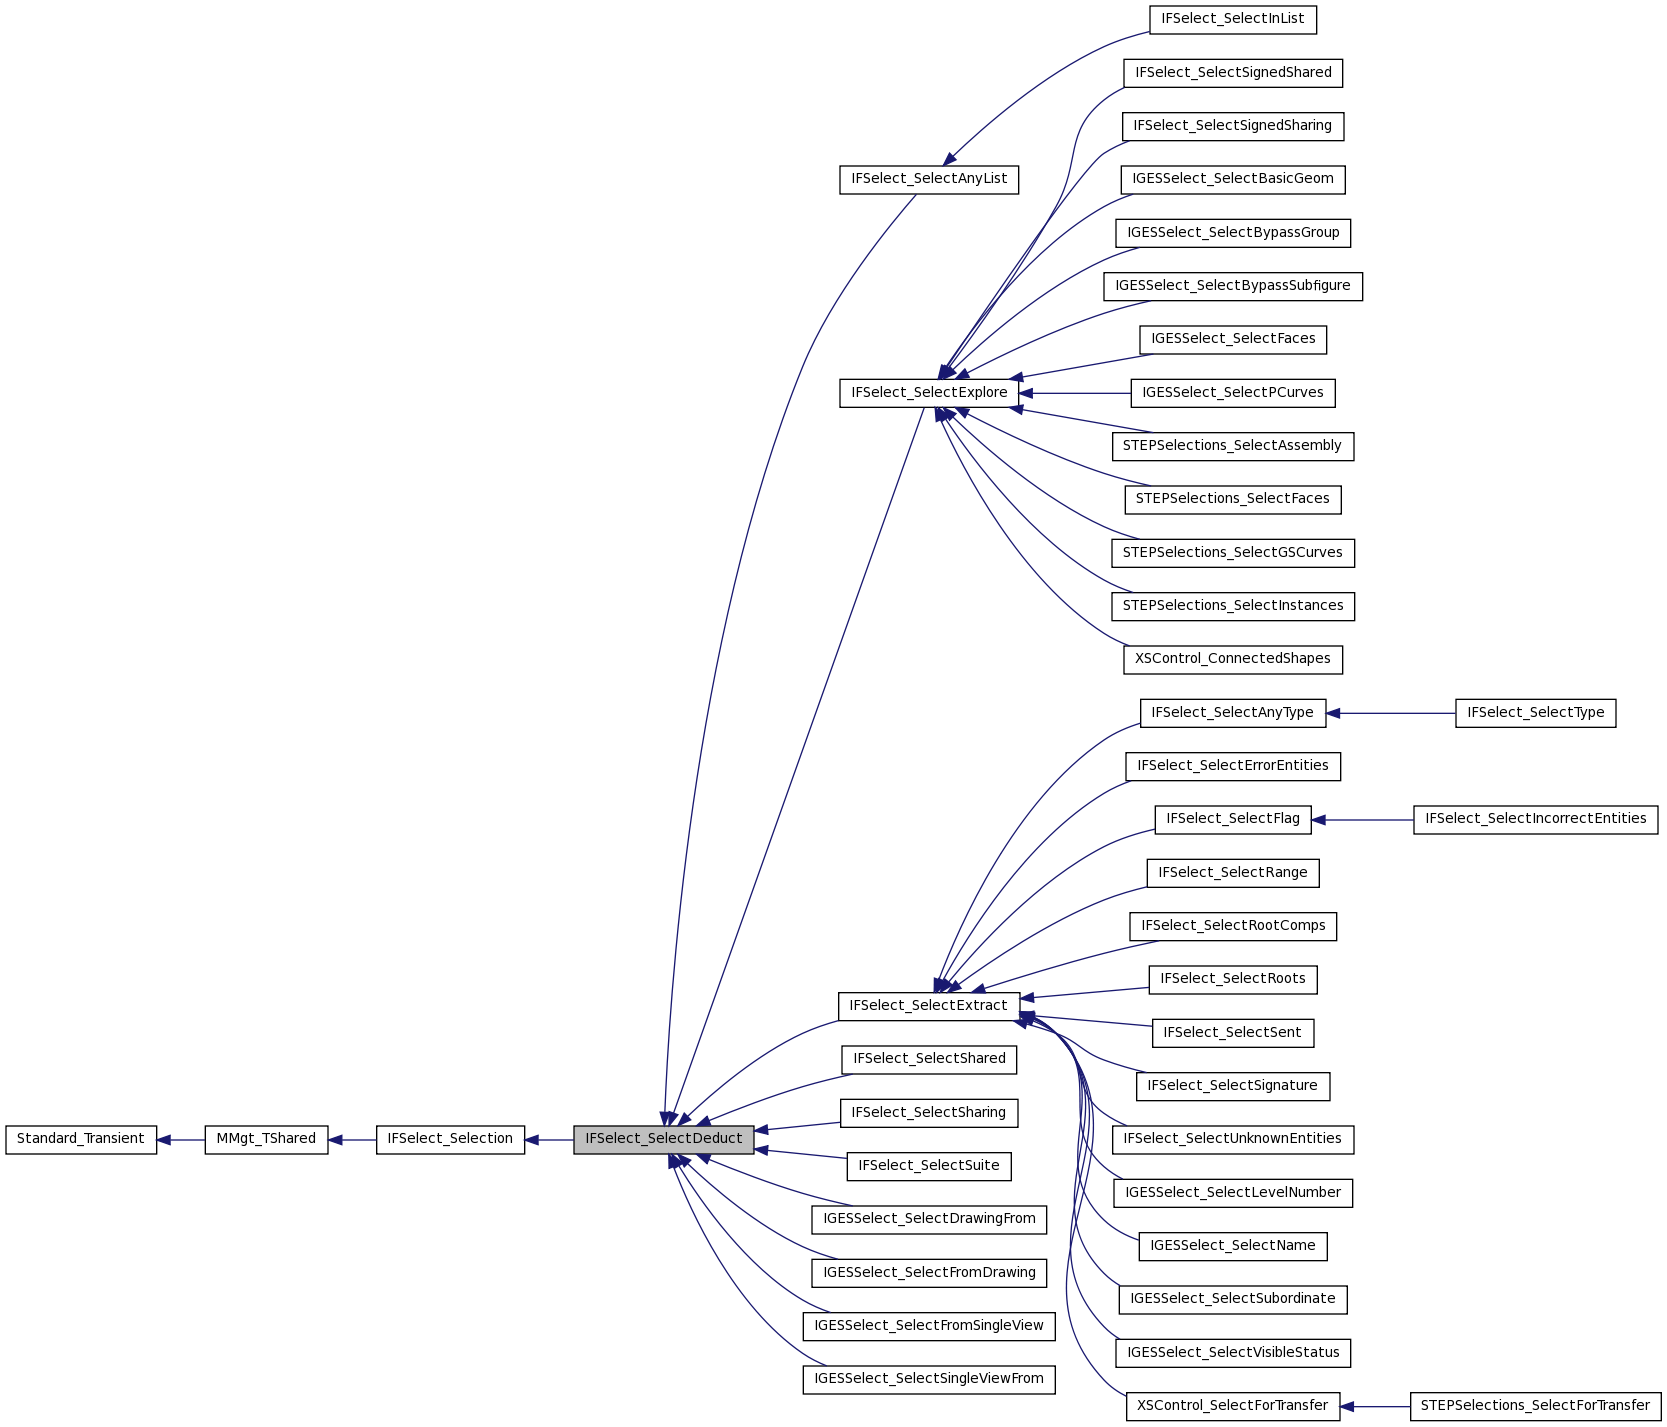 IFSelect_SelectInList
IFSelect_SelectSignedShared
IFSelect_SelectSignedSharing
IFSelect_SelectAnyList
IGESSelect_SelectBasicGeom
IGESSelect_SelectBypassGroup
IGESSelect_SelectBypassSubfigure
IGESSelect_SelectFaces
IFSelect_SelectExplore
IGESSelect_SelectPCurves
STEPSelections_SelectAssembly
STEPSelections_SelectFaces
STEPSelections_SelectGSCurves
STEPSelections_SelectInstances
XSControl_ConnectedShapes
IFSelect_SelectAnyType
IFSelect_SelectType
IFSelect_SelectErrorEntities
IFSelect_SelectFlag
IFSelect_SelectIncorrectEntities
IFSelect_SelectRange
IFSelect_SelectRootComps
IFSelect_SelectRoots
IFSelect_SelectExtract
IFSelect_SelectSent
IFSelect_SelectShared
IFSelect_SelectSignature
IFSelect_SelectSharing
Standard_Transient
MMgt_TShared
IFSelect_Selection
IFSelect_SelectDeduct
IFSelect_SelectUnknownEntities
IFSelect_SelectSuite
IGESSelect_SelectLevelNumber
IGESSelect_SelectDrawingFrom
IGESSelect_SelectName
IGESSelect_SelectFromDrawing
IGESSelect_SelectSubordinate
IGESSelect_SelectFromSingleView
IGESSelect_SelectVisibleStatus
IGESSelect_SelectSingleViewFrom
XSControl_SelectForTransfer
STEPSelections_SelectForTransfer